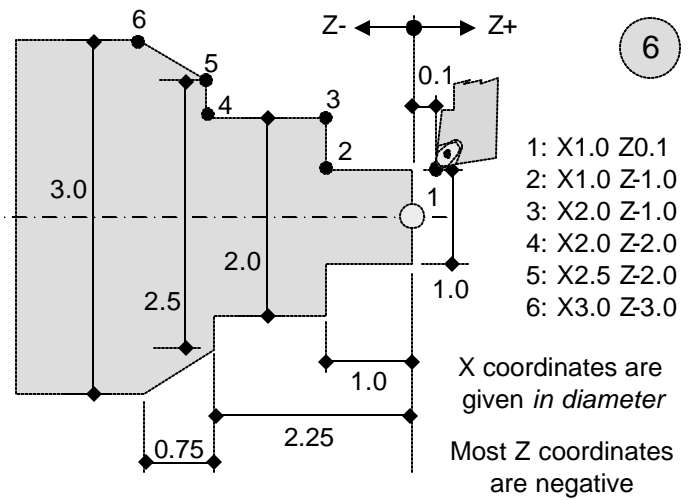 6
Z-
Z+
6
5
0.1
4
3
2
1
3.0
2.0
2.5
1.0
1.0
2.25
0.75
1: X1.0 Z0.1
2: X1.0 Z-1.0
3: X2.0 Z-1.0
4: X2.0 Z-2.0
5: X2.5 Z-2.0
6: X3.0 Z-3.0
X coordinates are
given in diameter
Most Z coordinates
are negative